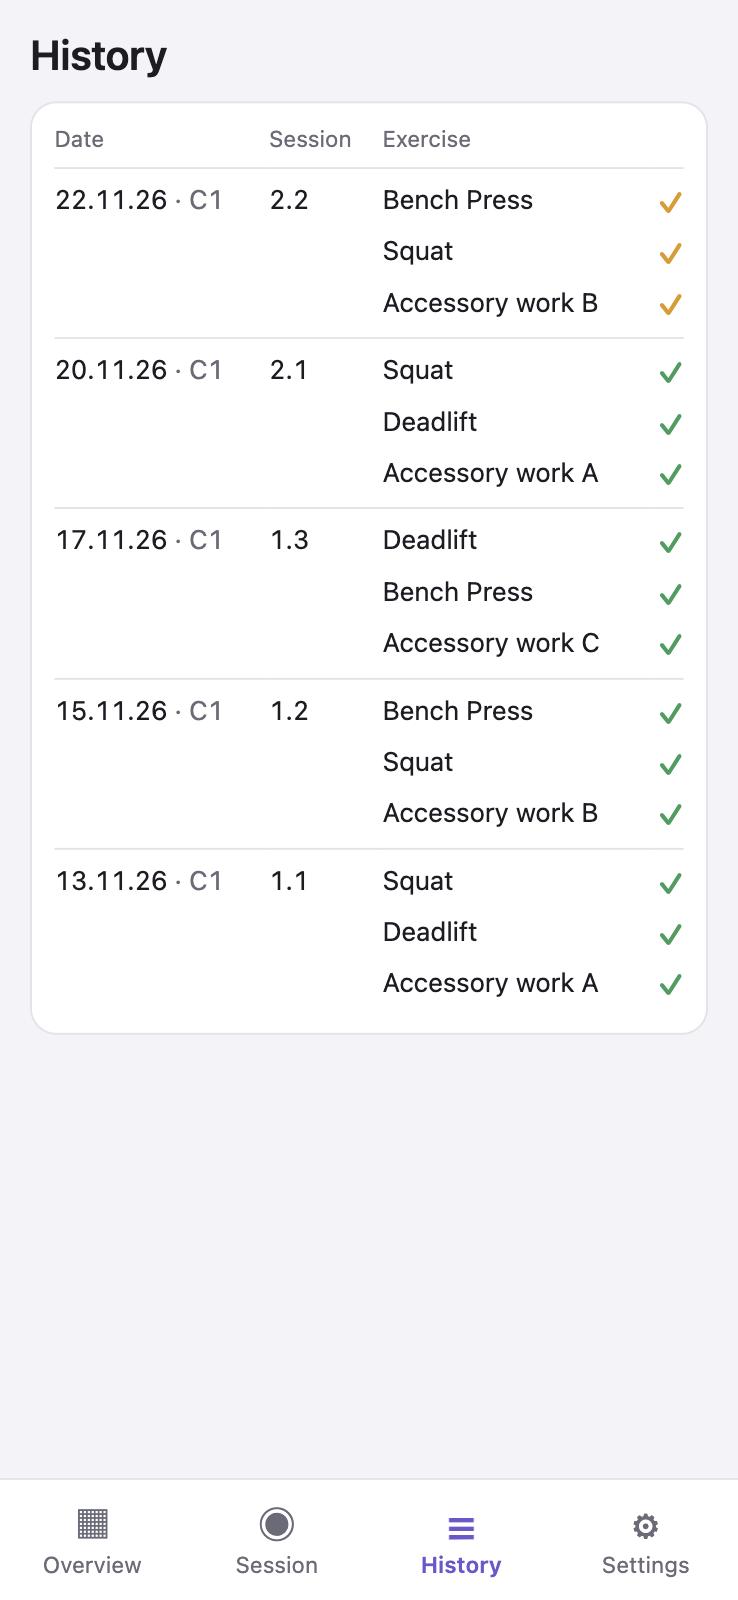 History
Date Session Exercise
22.11.26 · C1 2.2 Bench Press ✓
Squat ✓
Accessory work B ✓
20.11.26 · C1 2.1 Squat ✓
Deadlift ✓
Accessory work A ✓
17.11.26 · C1 1.3 Deadlift ✓
Bench Press ✓
Accessory work C ✓
15.11.26 · C1 1.2 Bench Press ✓
Squat ✓
Accessory work B ✓
13.11.26 · C1 1.1 Squat ✓
Deadlift ✓
Accessory work A ✓
Overview Session History Settings